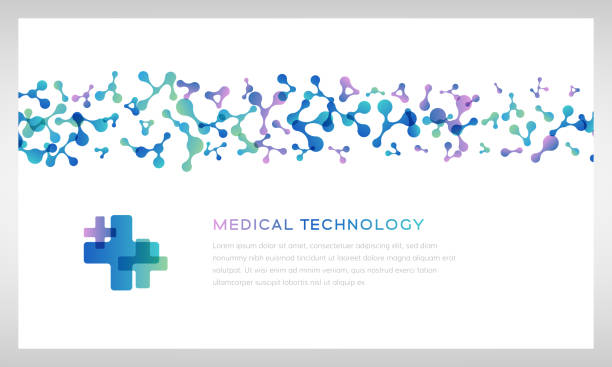 MEDICAL TECHNOLOGY
Lorem ipsum dolor sit amet, consectetuer adipiscing elit, sed diam
nonummy nibh euismod tincidunt ut laoreet dolore magna aliquam erat
volutpat. Ut wisi enim ad minim veniam, quis nostrud exerci tation
ullamcorper suscipit lobortis nisl ut aliquip ex